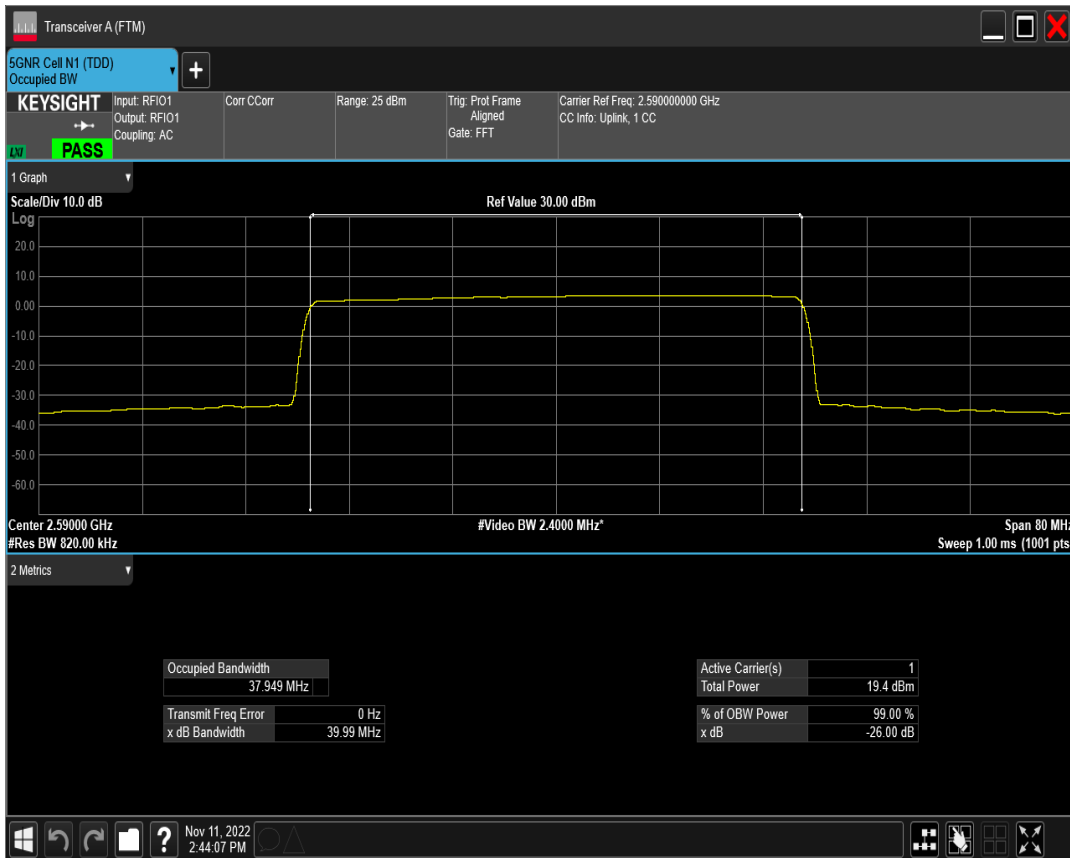 Transceiver A (FTM)
5GNR Cell N1 (TDD)
Occupied BW
+
KEYSIGHT
LXI
PASS
Input: RFIO1
Output: RFIO1
Coupling: AC
Corr CCorr
Range: 25 dBm
Trig: Prot Frame
Aligned
Gate: FFT
Carrier Ref Freq: 2.590000000 GHz
CC Info: Uplink, 1 CC
1 Graph
Scale/Div 10.0 dB
Ref Value 30.00 dBm
Log
20.0
10.0
0.00
-10.0
-20.0
-30.0
-40.0
-50.0
-60.0
Center 2.59000 GHz
#Video BW 2.4000 MHz*
Span 80 MHz
#Res BW 820.00 kHz
Sweep 1.00 ms (1001 pts
2 Metrics
Occupied Bandwidth
37.949 MHz
Transmit Freq Error 0 Hz
x dB Bandwidth 39.99 MHz
Active Carrier(s) 1
Total Power 19.4 dBm
% of OBW Power 99.00 %
x dB -26.00 dB
?
Nov 11, 2022
2:44:07 PM